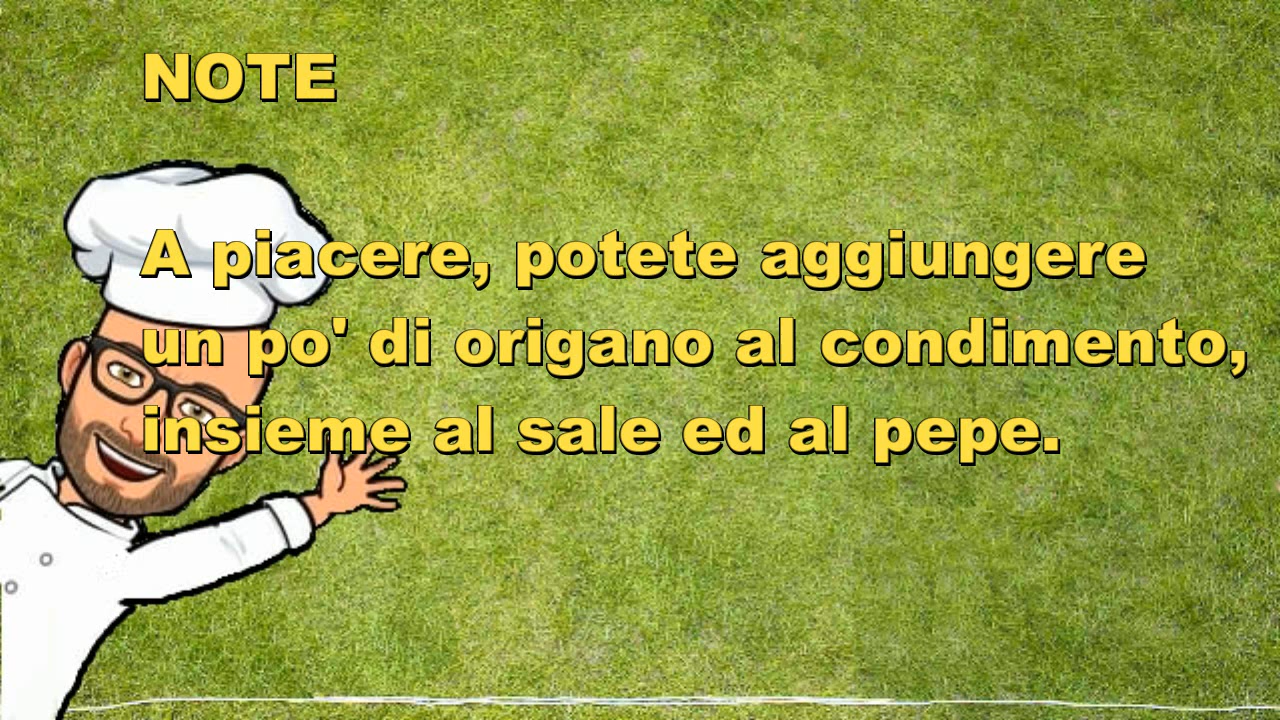 NOTE
A piacere, potete aggiungere
un po' di origano al condimento,
insieme al sale ed al pepe.